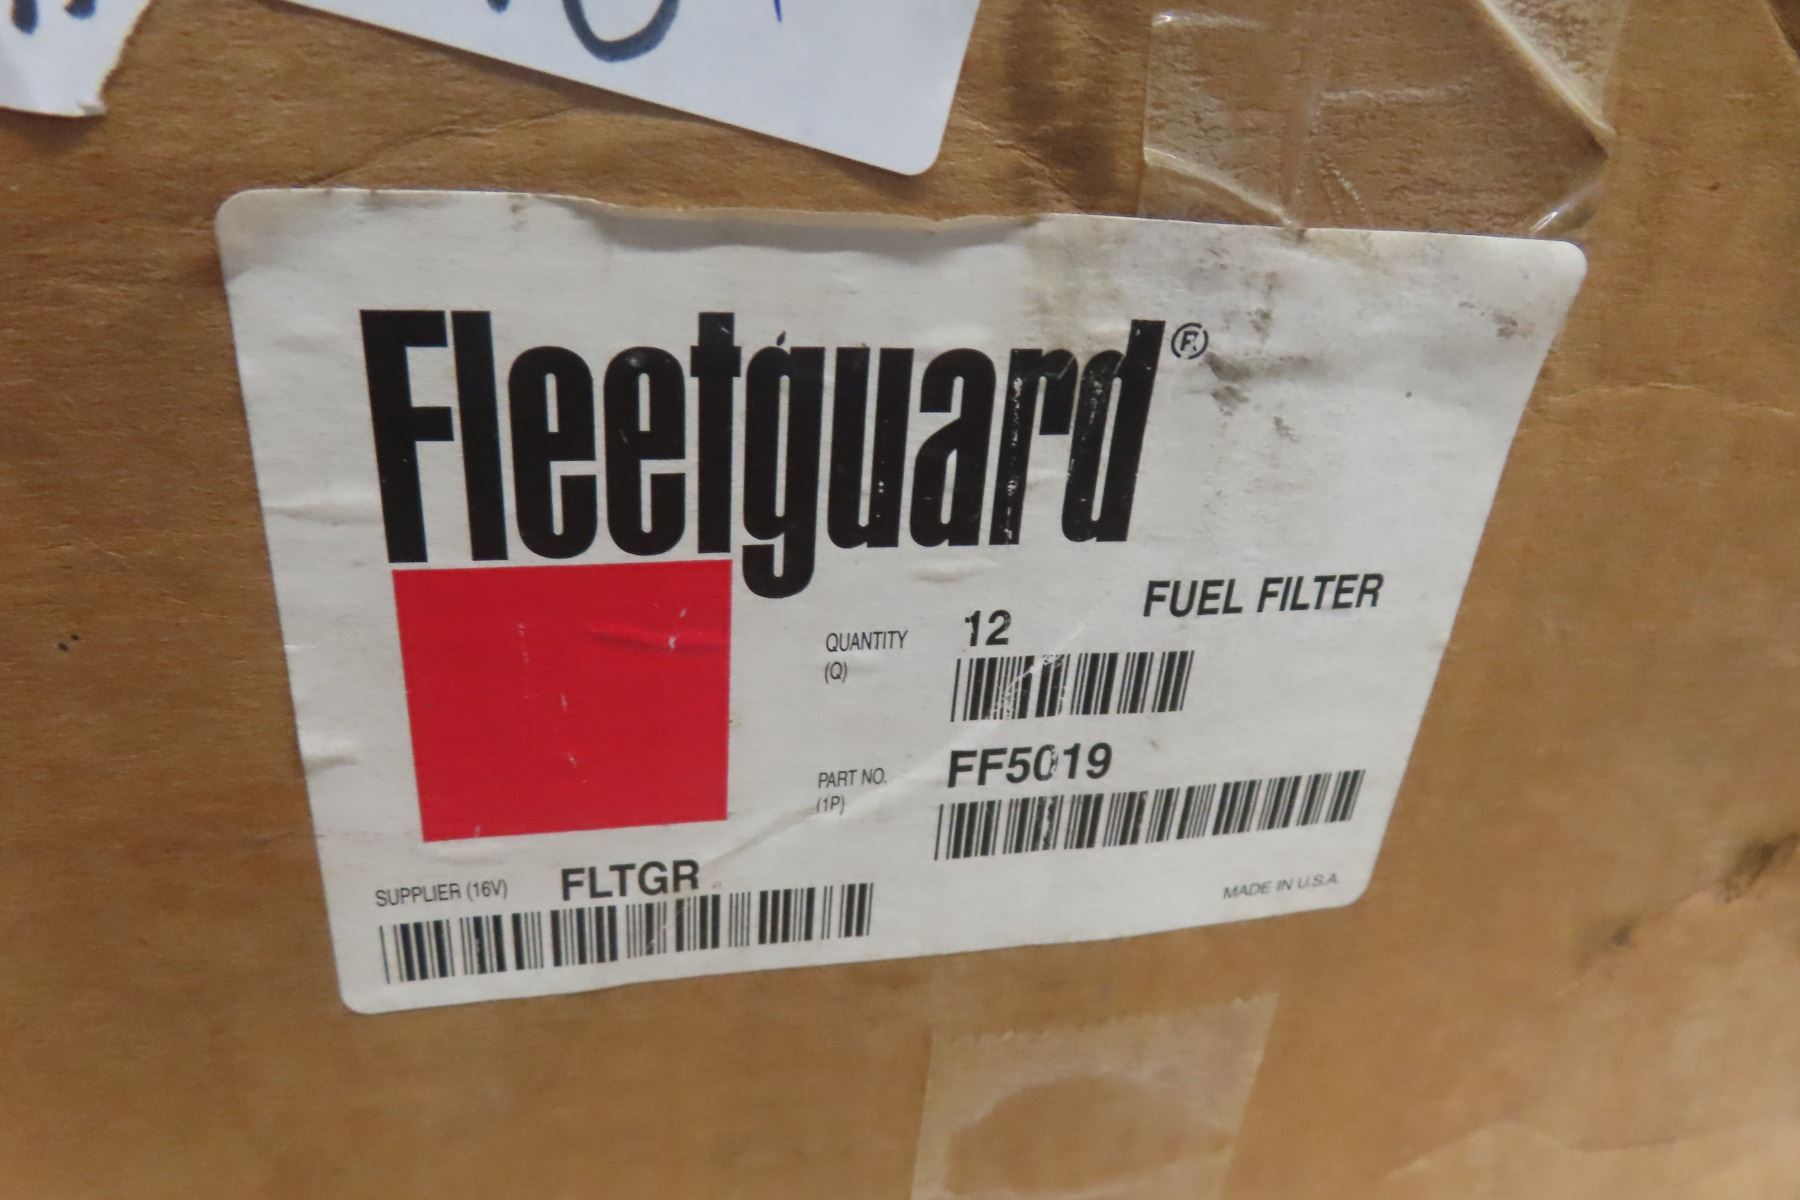 Fleetguard®
FUEL FILTER
QUANTITY 12
(Q)
PART NO. FF5019
(1P)
SUPPLIER (16V) FLTGR
MADE IN U.S.A.